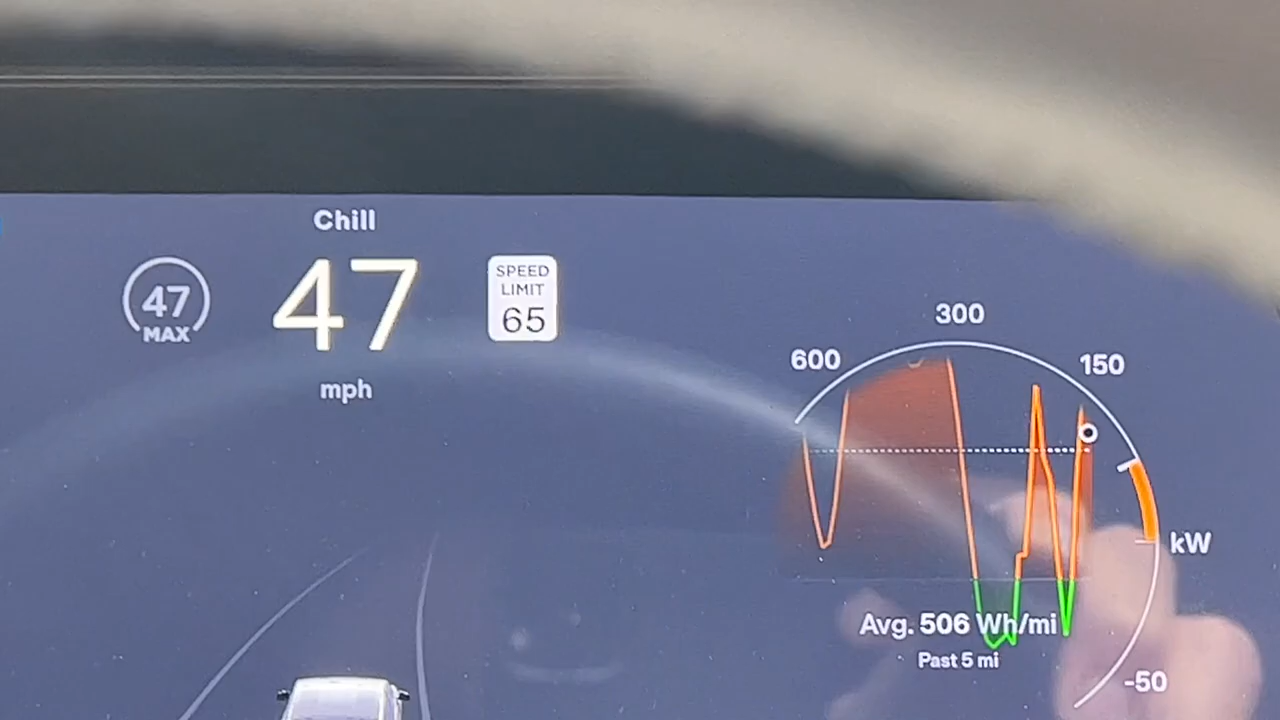 Chill
47
MAX
47
mph
SPEED
LIMIT
65
600
300
150
kW
-50
Avg. 506 Wh/mi
Past 5 mi